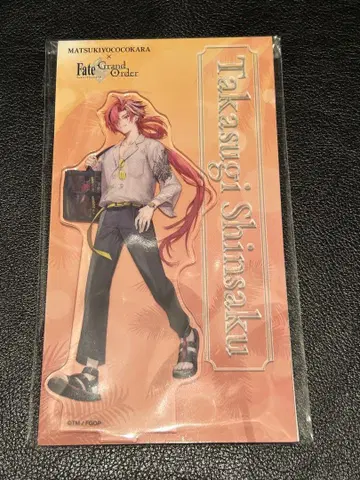 MATSUKIYOCOCOKARA
×
Fate Grand Order
Takasugi Shinsaku
©TM / FGOP